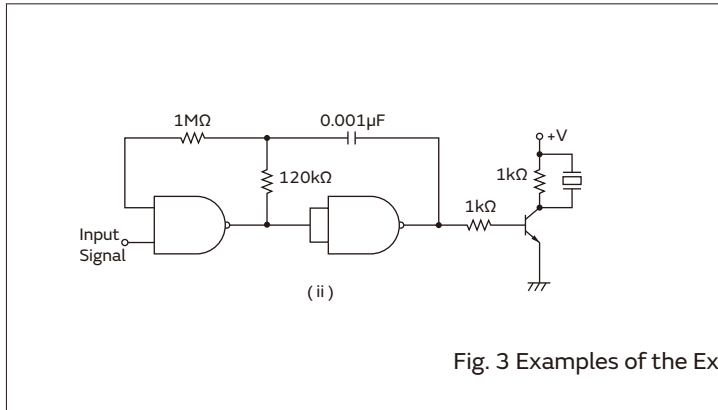 1MΩ
0.001μF
+V
120kΩ
1kΩ
1kΩ
Input
Signal
( ii )
Fig. 3 Examples of the Ex